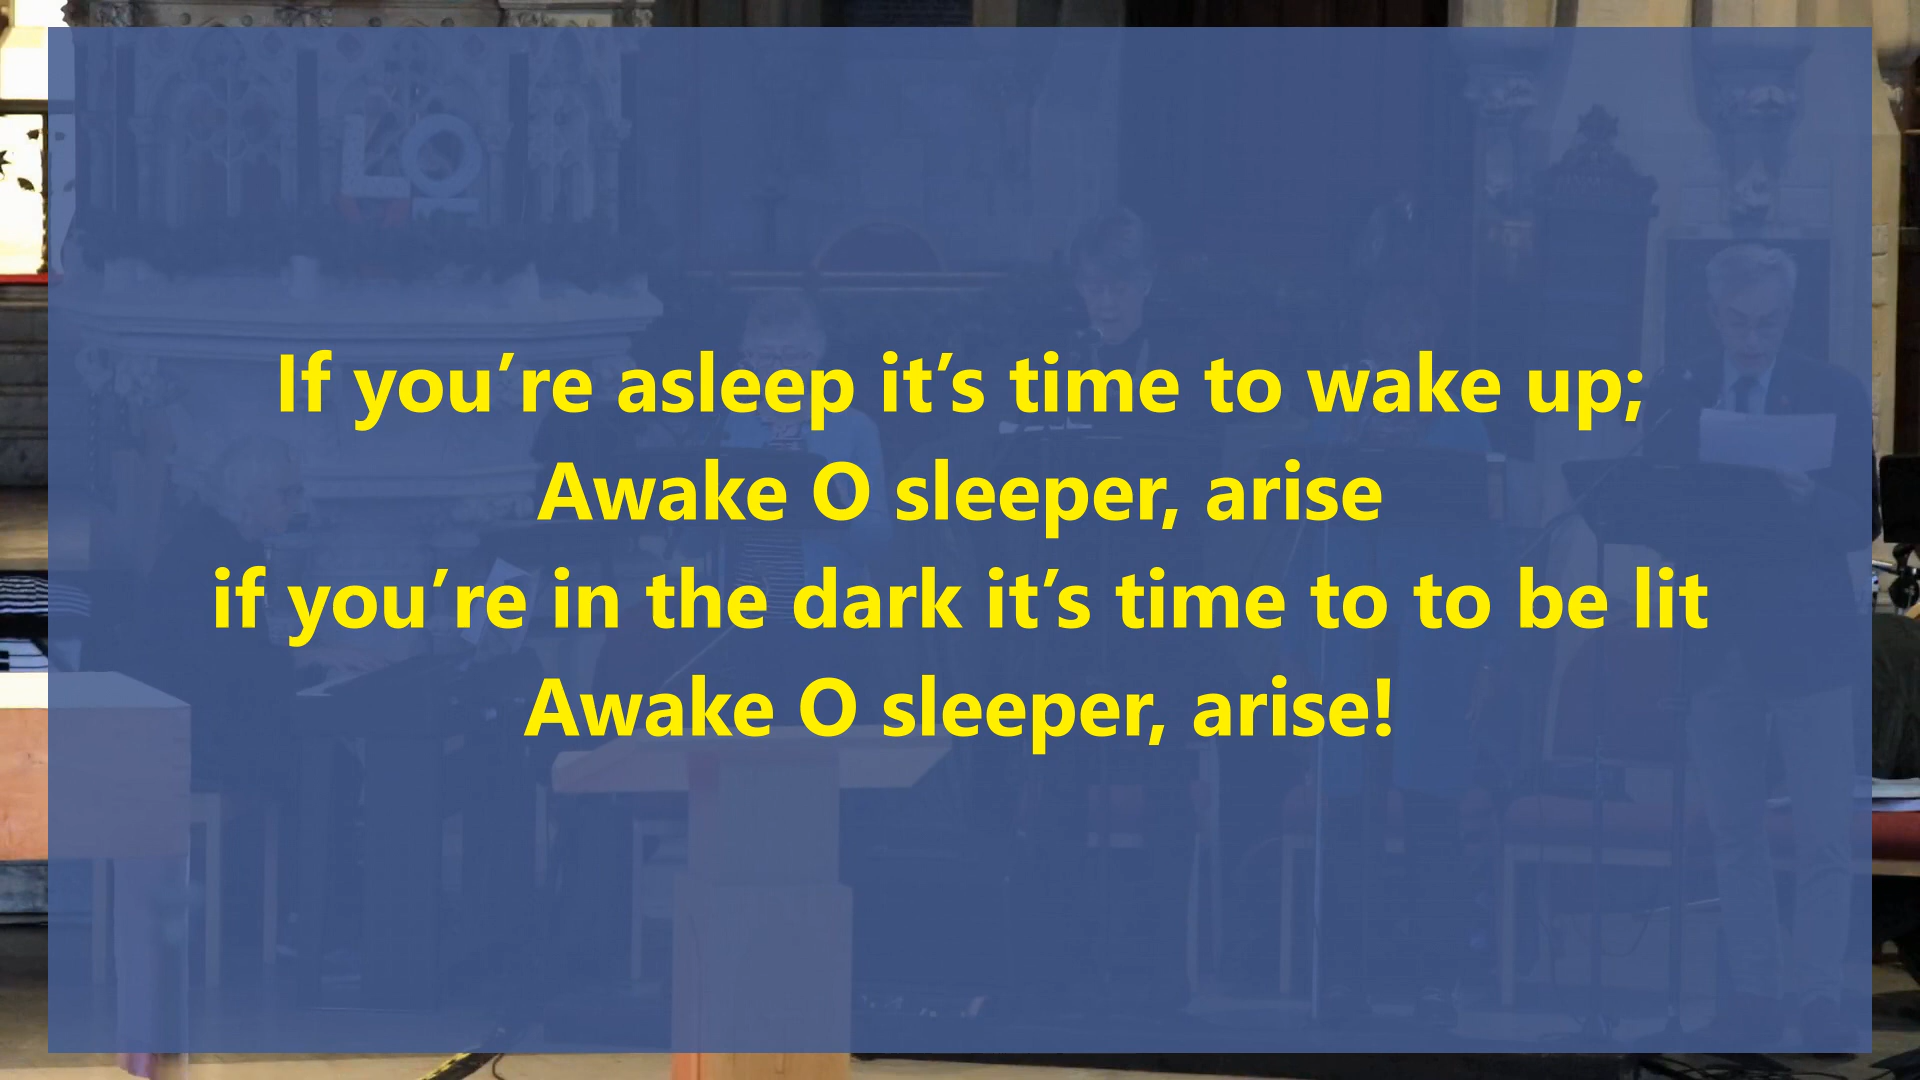 LO
If you’re asleep it’s time to wake up;
Awake O sleeper, arise
if you’re in the dark it’s time to to be lit
Awake O sleeper, arise!